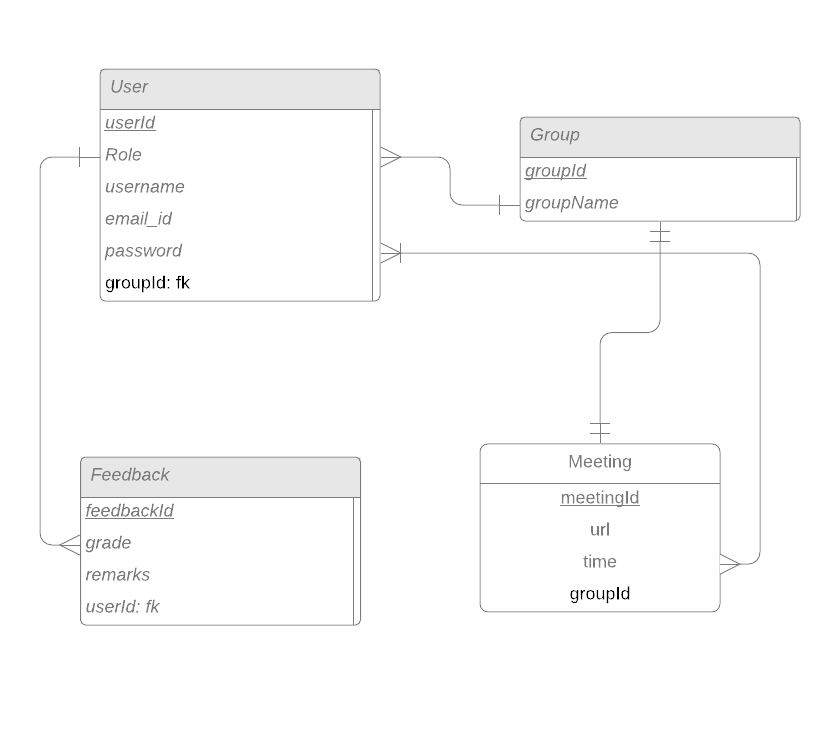 User
userId
Role
username
email_id
password
groupId: fk
Group
groupId
groupName
Feedback
feedbackId
grade
remarks
userId: fk
Meeting
meetingId
url
time
groupId